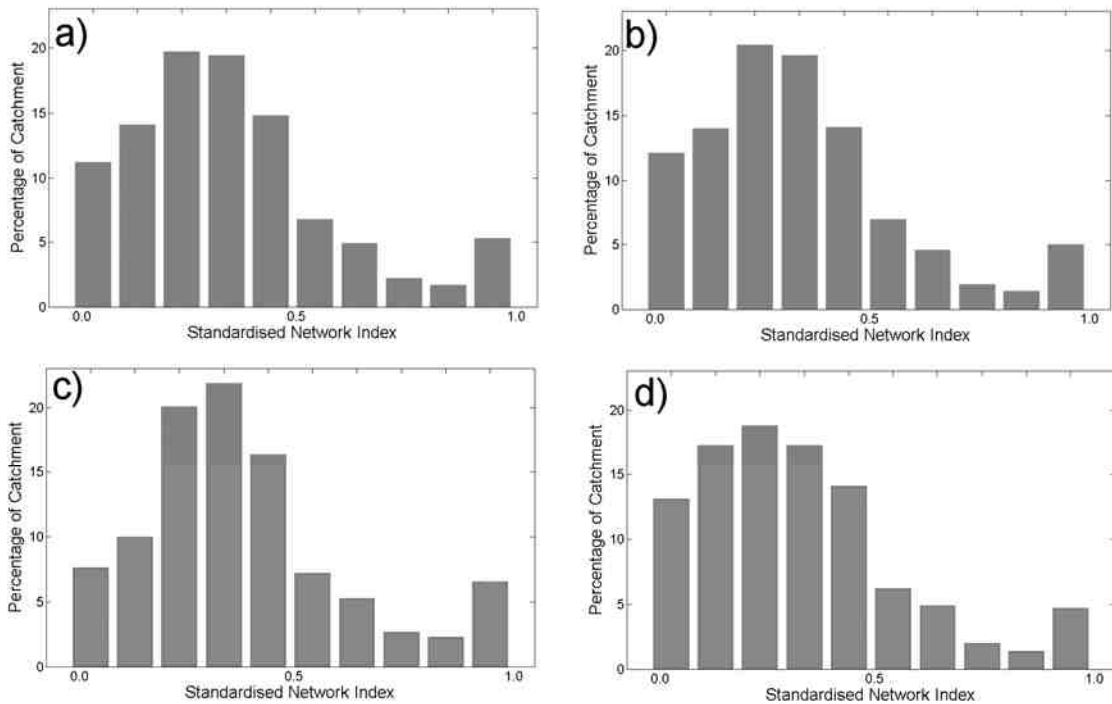 a)
Percentage of Catchment
20
15
10
5
0
0.0 0.5 1.0
Standardised Network Index
b)
Percentage of Catchment
20
15
10
5
0
0.0 0.5 1.0
Standardised Network Index
c)
Percentage of Catchment
20
15
10
5
0
0.0 0.5 1.0
Standardised Network Index
d)
Percentage of Catchment
20
15
10
5
0
0.0 0.5 1.0
Standardised Network Index